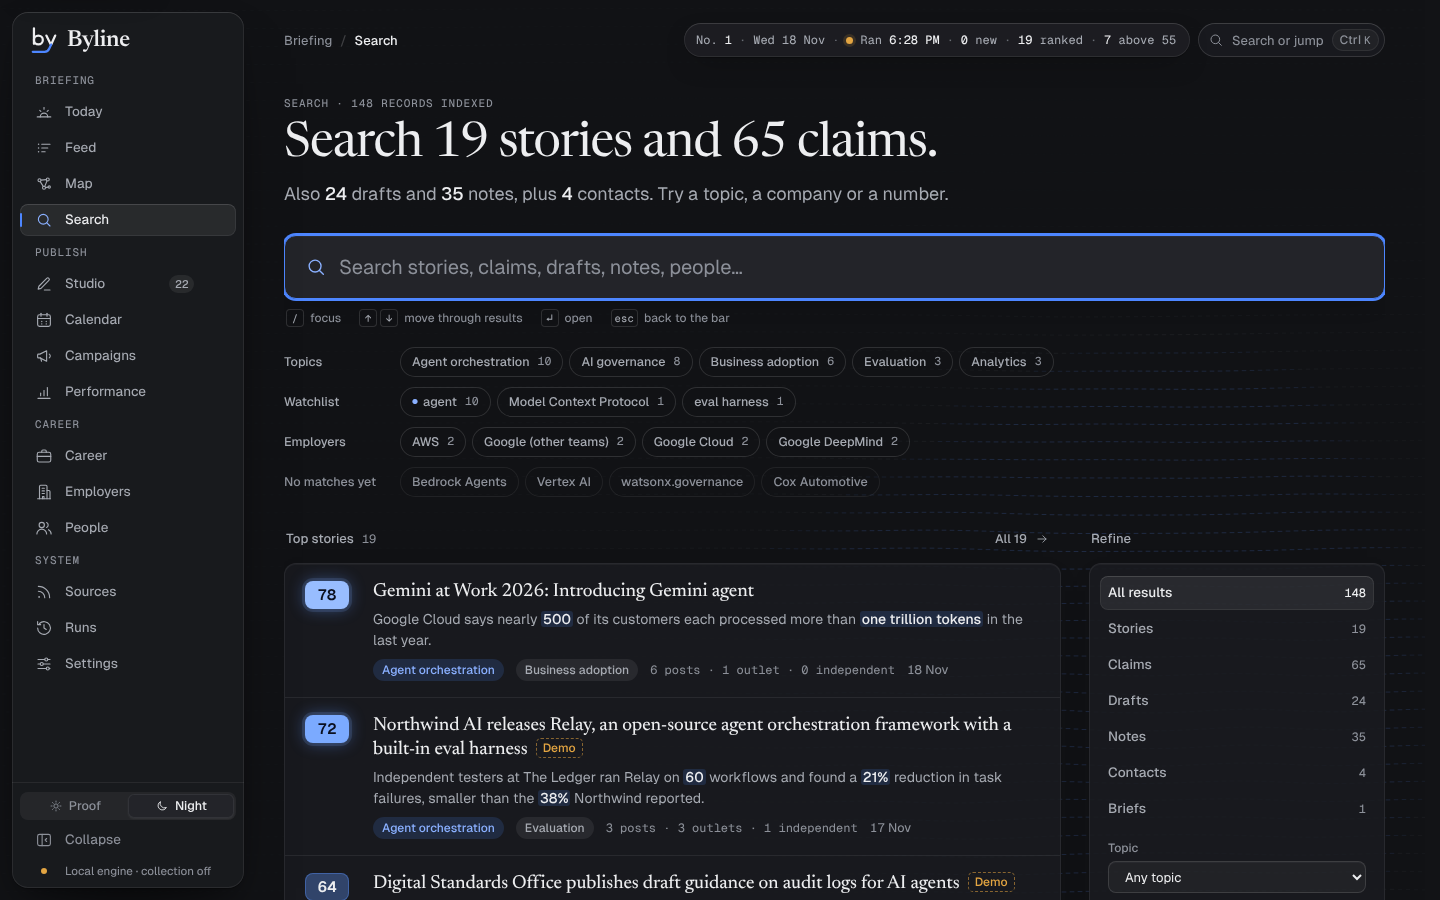 by Byline
BRIEFING
Today
Feed
Map
Search
PUBLISH
Studio 22
Calendar
Campaigns
Performance
CAREER
Career
Employers
People
SYSTEM
Sources
Runs
Settings
Proof Night
Collapse
Local engine · collection off
Briefing / Search
No. 1 · Wed 18 Nov · Ran 6:28 PM · 0 new · 19 ranked · 7 above 55
Search or jump Ctrl K
SEARCH · 148 RECORDS INDEXED
Search 19 stories and 65 claims.
Also 24 drafts and 35 notes, plus 4 contacts. Try a topic, a company or a number.
Search stories, claims, drafts, notes, people…
/ focus ↑ ↓ move through results ↵ open esc back to the bar
Topics Agent orchestration 10 AI governance 8 Business adoption 6 Evaluation 3 Analytics 3
Watchlist agent 10 Model Context Protocol 1 eval harness 1
Employers AWS 2 Google (other teams) 2 Google Cloud 2 Google DeepMind 2
No matches yet Bedrock Agents Vertex AI watsonx.governance Cox Automotive
Top stories 19 All 19 →
78 Gemini at Work 2026: Introducing Gemini agent
Google Cloud says nearly 500 of its customers each processed more than one trillion tokens in the
last year.
Agent orchestration Business adoption 6 posts · 1 outlet · 0 independent 18 Nov
72 Northwind AI releases Relay, an open-source agent orchestration framework with a
built-in eval harness Demo
Independent testers at The Ledger ran Relay on 60 workflows and found a 21% reduction in task
failures, smaller than the 38% Northwind reported.
Agent orchestration Evaluation 3 posts · 3 outlets · 1 independent 17 Nov
64 Digital Standards Office publishes draft guidance on audit logs for AI agents Demo
Refine
All results 148
Stories 19
Claims 65
Drafts 24
Notes 35
Contacts 4
Briefs 1
Topic
Any topic